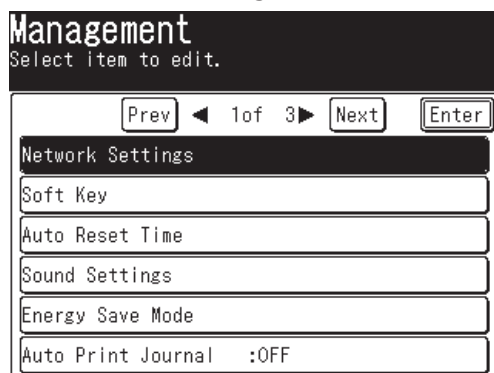 Management
Select item to edit.
Prev ◀ 1of 3▶ Next Enter
Network Settings
Soft Key
Auto Reset Time
Sound Settings
Energy Save Mode
Auto Print Journal :OFF